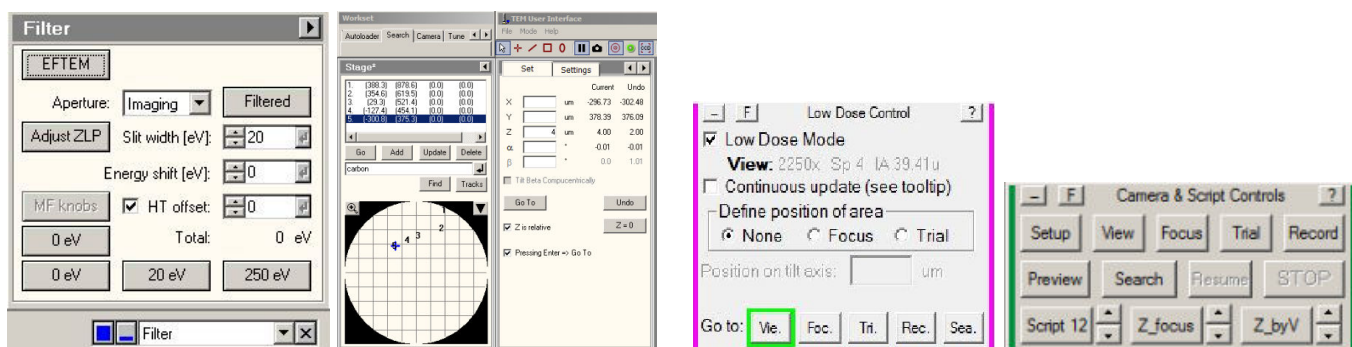 Filter
EFTEM
Aperture: Imaging Filtered
Adjust ZLP Slit width [eV]: 20
Energy shift [eV]: 0
MF knobs HT offset: 0
0 eV Total: 0 eV
0 eV 20 eV 250 eV
Filter
Workset
Autoloader Search Camera Tune
Stage²
1. (388.3) (878.6) (0.0) (0.0)
2. (354.6) (619.5) (0.0) (0.0)
3. (29.3) (521.4) (0.0) (0.0)
4. (-127.4) (454.1) (0.0) (0.0)
5. (-300.8) (375.3) (0.0) (0.0)
Go Add Update Delete
carbon
Find Tracks
1
2
3
4
TEM User Interface
File Mode Help
Set Settings
Current Undo
X um -296.73 -302.48
Y um 378.39 376.09
Z 4 um 4.00 2.00
α ° -0.01 -0.01
β ° 0.0 1.01
Tilt Beta Compucentrically
Go To Undo
Z is relative Z = 0
Pressing Enter => Go To
- F Low Dose Control ?
Low Dose Mode
View: 2250x Sp 4 IA 39.41u
Continuous update (see tooltip)
Define position of area
None Focus Trial
Position on tilt axis: um
Go to: Vie. Foc. Tri. Rec. Sea.
- F Camera & Script Controls ?
Setup View Focus Trial Record
Preview Search Resume STOP
Script 12 Z_focus Z_byV